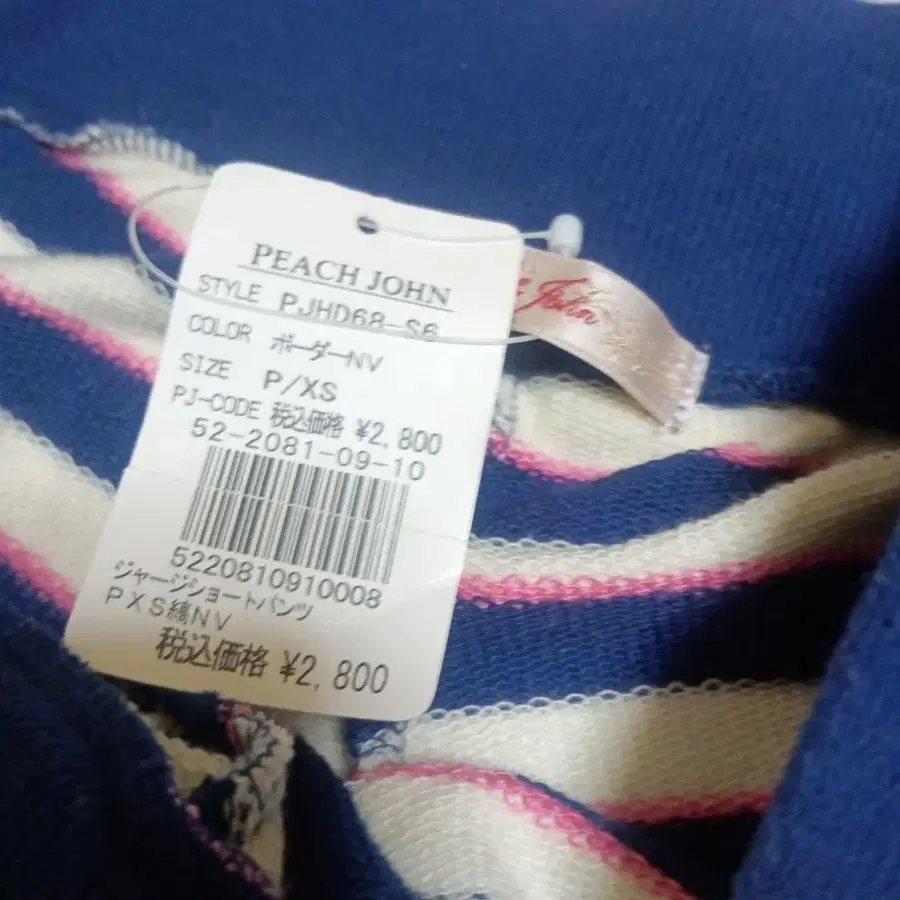 PEACH JOHN
STYLE PJHD68-S6
COLOR ボーダーNV
SIZE P/XS
PJ-CODE 税込価格 ¥2,800
52-2081-09-10
5220810910008
ジャージショートパンツ
PXS縞NV
税込価格 ¥2,800
John